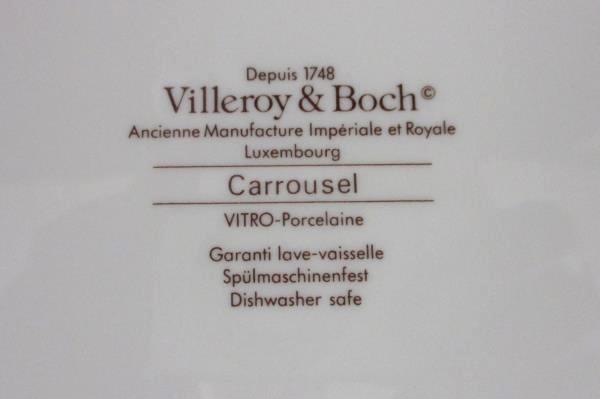 Depuis 1748
Villeroy & Boch©
Ancienne Manufacture Impériale et Royale
Luxembourg
Carrousel
VITRO-Porcelaine
Garanti lave-vaisselle
Spülmaschinenfest
Dishwasher safe